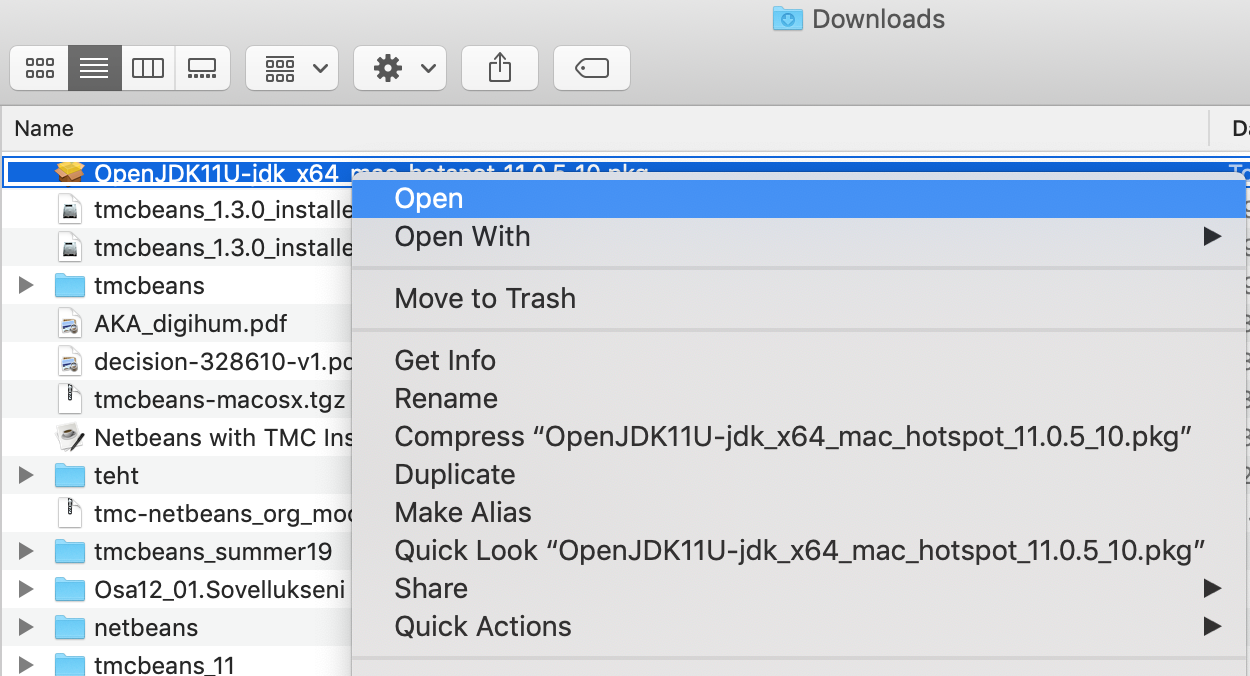 Downloads
Name
OpenJDK11U-jdk_x64_mac_hotspot_11.0.5_10.pkg
Open
tmcbeans_1.3.0_installe
Open With
tmcbeans_1.3.0_installe
tmcbeans
Move to Trash
AKA_digihum.pdf
decision-328610-v1.pd
Get Info
tmcbeans-macosx.tgz
Rename
Netbeans with TMC Ins
Compress “OpenJDK11U-jdk_x64_mac_hotspot_11.0.5_10.pkg”
teht
Duplicate
tmc-netbeans_org_moc
Make Alias
tmcbeans_summer19
Quick Look “OpenJDK11U-jdk_x64_mac_hotspot_11.0.5_10.pkg”
Osa12_01.Sovellukseni
Share
netbeans
Quick Actions
tmcbeans_11